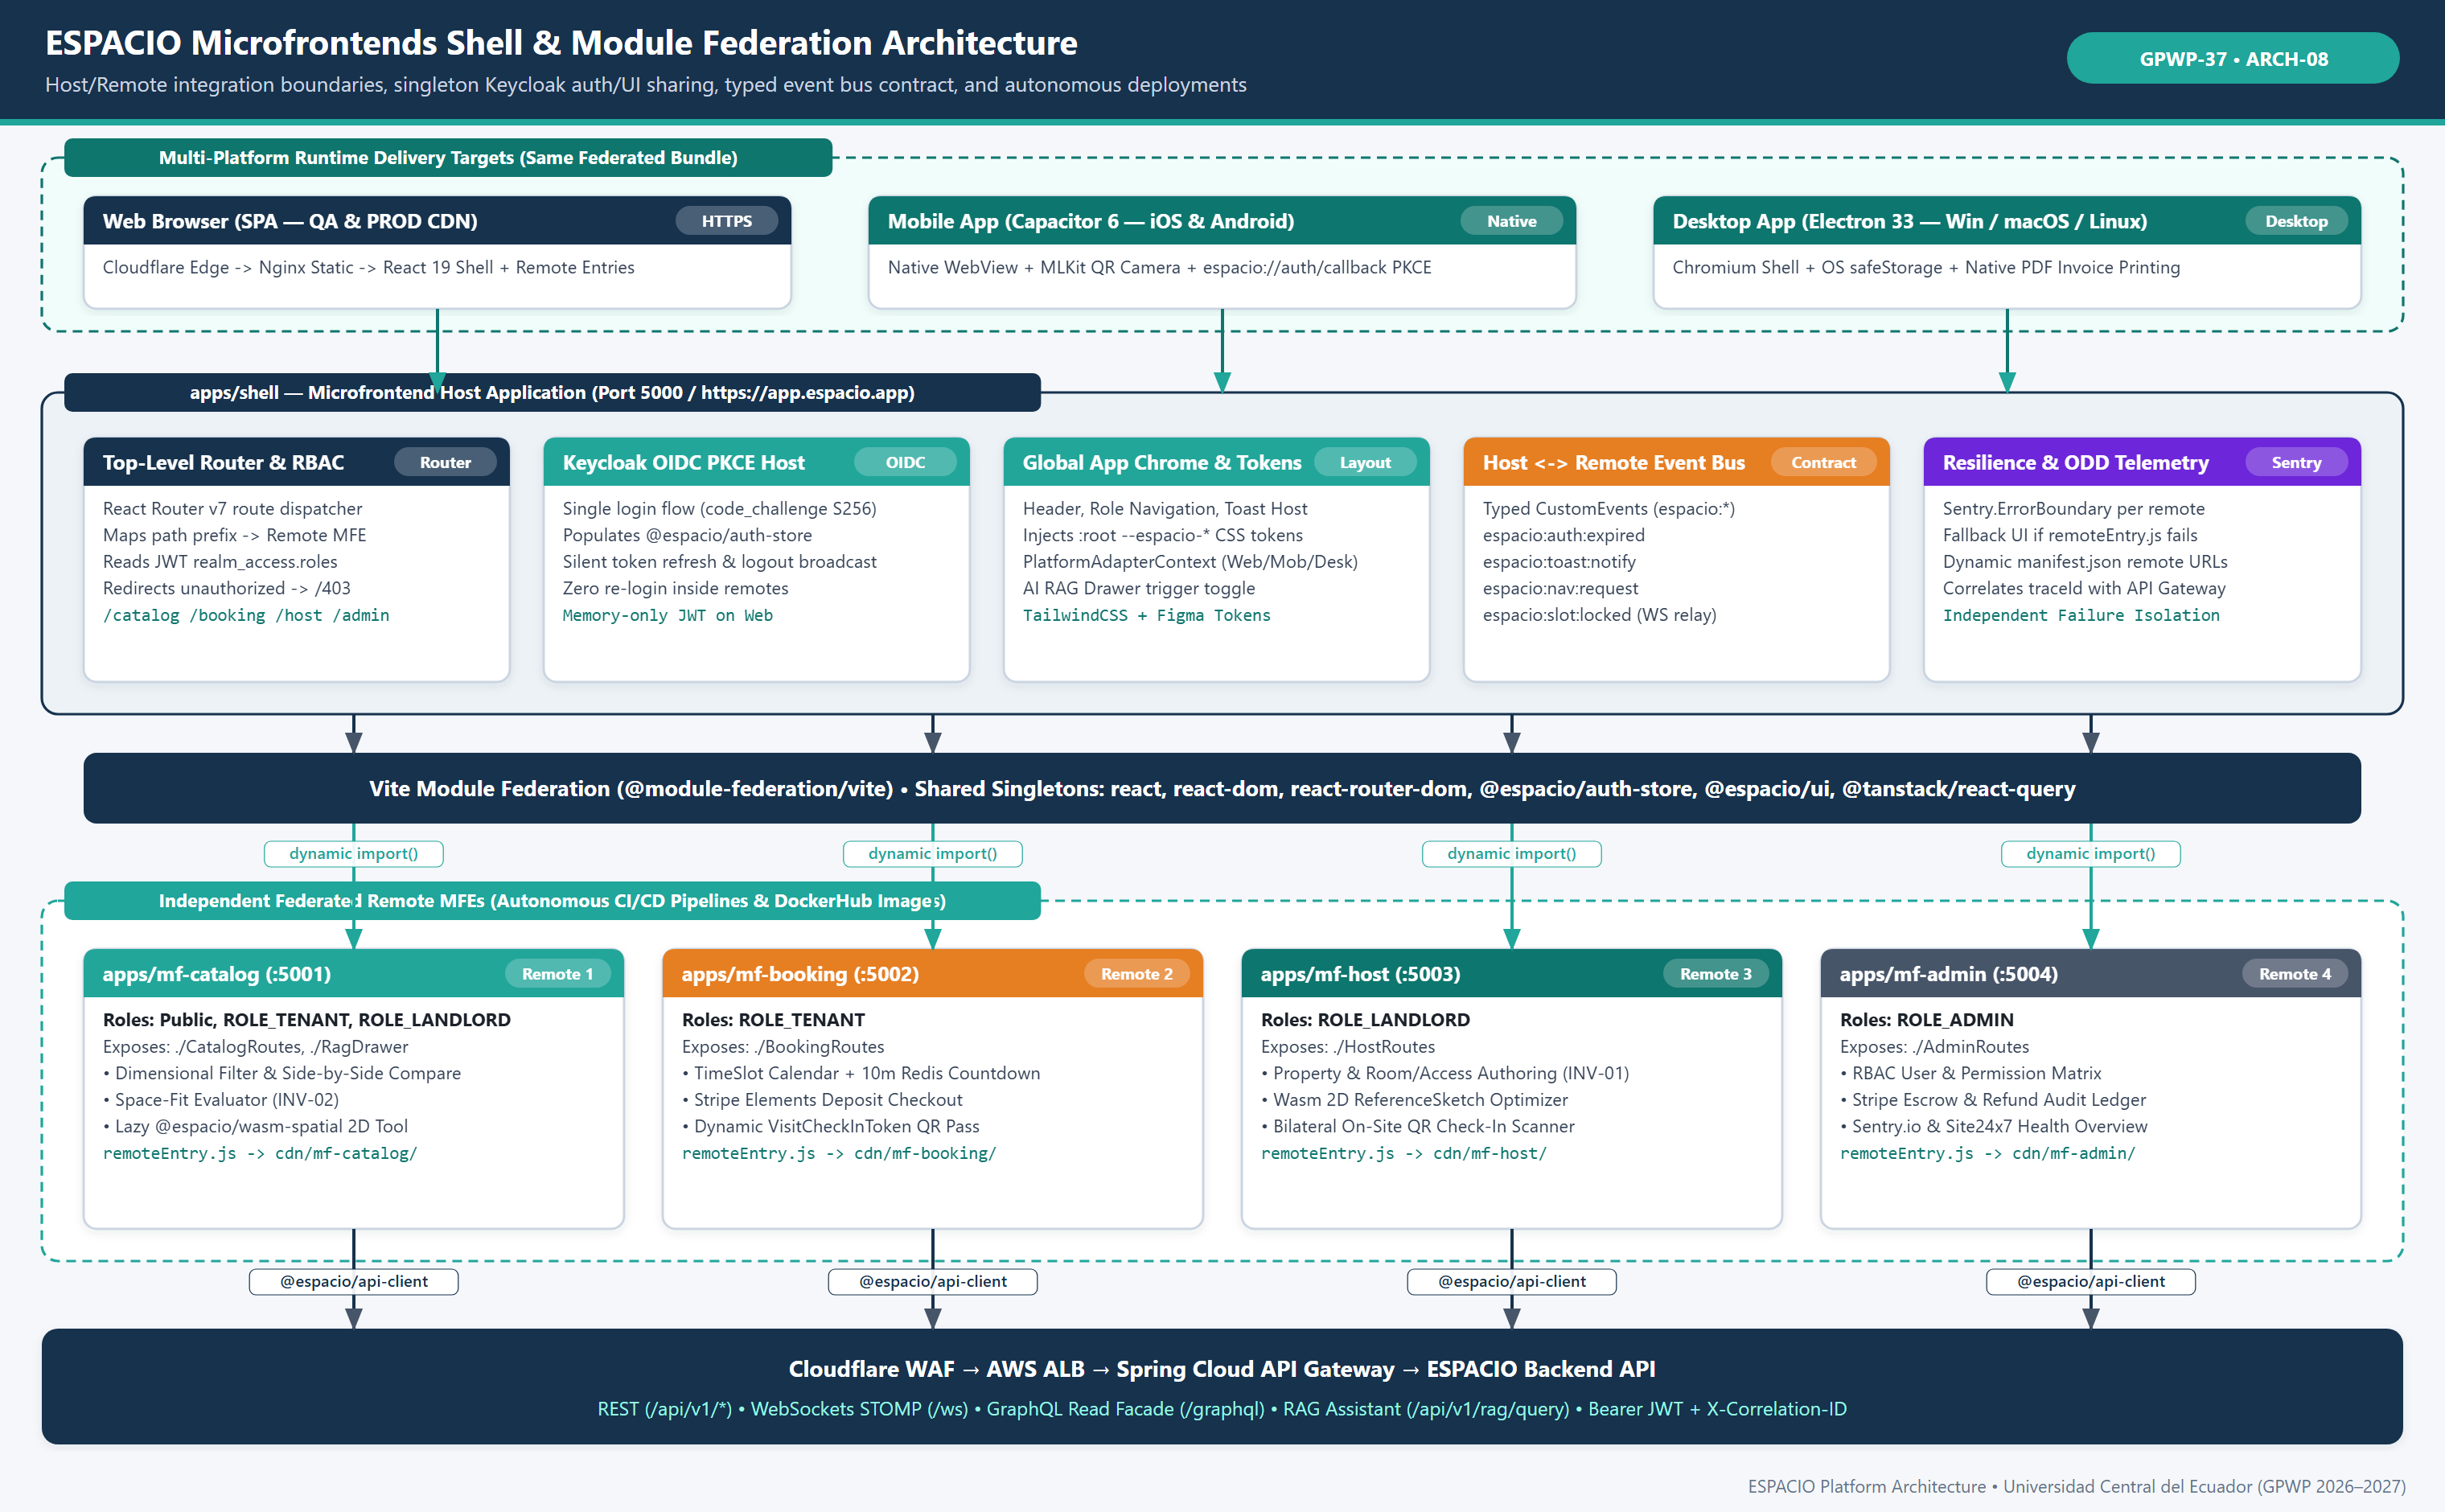 ESPACIO Microfrontends Shell & Module Federation Architecture
Host/Remote integration boundaries, singleton Keycloak auth/UI sharing, typed event bus contract, and autonomous deployments
GPWP-37 • ARCH-08
Multi-Platform Runtime Delivery Targets (Same Federated Bundle)
Web Browser (SPA — QA & PROD CDN)
HTTPS
Cloudflare Edge -> Nginx Static -> React 19 Shell + Remote Entries
Mobile App (Capacitor 6 — iOS & Android)
Native
Native WebView + MLKit QR Camera + espacio://auth/callback PKCE
Desktop App (Electron 33 — Win / macOS / Linux)
Desktop
Chromium Shell + OS safeStorage + Native PDF Invoice Printing
apps/shell — Microfrontend Host Application (Port 5000 / https://app.espacio.app)
Top-Level Router & RBAC
Router
React Router v7 route dispatcher
Maps path prefix -> Remote MFE
Reads JWT realm_access.roles
Redirects unauthorized -> /403
/catalog /booking /host /admin
Keycloak OIDC PKCE Host
OIDC
Single login flow (code_challenge S256)
Populates @espacio/auth-store
Silent token refresh & logout broadcast
Zero re-login inside remotes
Memory-only JWT on Web
Global App Chrome & Tokens
Layout
Header, Role Navigation, Toast Host
Injects :root --espacio-* CSS tokens
PlatformAdapterContext (Web/Mob/Desk)
AI RAG Drawer trigger toggle
TailwindCSS + Figma Tokens
Host <-> Remote Event Bus
Contract
Typed CustomEvents (espacio:*)
espacio:auth:expired
espacio:toast:notify
espacio:nav:request
espacio:slot:locked (WS relay)
Resilience & ODD Telemetry
Sentry
Sentry.ErrorBoundary per remote
Fallback UI if remoteEntry.js fails
Dynamic manifest.json remote URLs
Correlates traceId with API Gateway
Independent Failure Isolation
Vite Module Federation (@module-federation/vite) • Shared Singletons: react, react-dom, react-router-dom, @espacio/auth-store, @espacio/ui, @tanstack/react-query
dynamic import()
dynamic import()
dynamic import()
dynamic import()
Independent Federated Remote MFEs (Autonomous CI/CD Pipelines & DockerHub Images)
apps/mf-catalog (:5001)
Remote 1
Roles: Public, ROLE_TENANT, ROLE_LANDLORD
Exposes: ./CatalogRoutes, ./RagDrawer
• Dimensional Filter & Side-by-Side Compare
• Space-Fit Evaluator (INV-02)
• Lazy @espacio/wasm-spatial 2D Tool
remoteEntry.js -> cdn/mf-catalog/
apps/mf-booking (:5002)
Remote 2
Roles: ROLE_TENANT
Exposes: ./BookingRoutes
• TimeSlot Calendar + 10m Redis Countdown
• Stripe Elements Deposit Checkout
• Dynamic VisitCheckInToken QR Pass
remoteEntry.js -> cdn/mf-booking/
apps/mf-host (:5003)
Remote 3
Roles: ROLE_LANDLORD
Exposes: ./HostRoutes
• Property & Room/Access Authoring (INV-01)
• Wasm 2D ReferenceSketch Optimizer
• Bilateral On-Site QR Check-In Scanner
remoteEntry.js -> cdn/mf-host/
apps/mf-admin (:5004)
Remote 4
Roles: ROLE_ADMIN
Exposes: ./AdminRoutes
• RBAC User & Permission Matrix
• Stripe Escrow & Refund Audit Ledger
• Sentry.io & Site24x7 Health Overview
remoteEntry.js -> cdn/mf-admin/
@espacio/api-client
@espacio/api-client
@espacio/api-client
@espacio/api-client
Cloudflare WAF → AWS ALB → Spring Cloud API Gateway → ESPACIO Backend API
REST (/api/v1/*) • WebSockets STOMP (/ws) • GraphQL Read Facade (/graphql) • RAG Assistant (/api/v1/rag/query) • Bearer JWT + X-Correlation-ID
ESPACIO Platform Architecture • Universidad Central del Ecuador (GPWP 2026–2027)